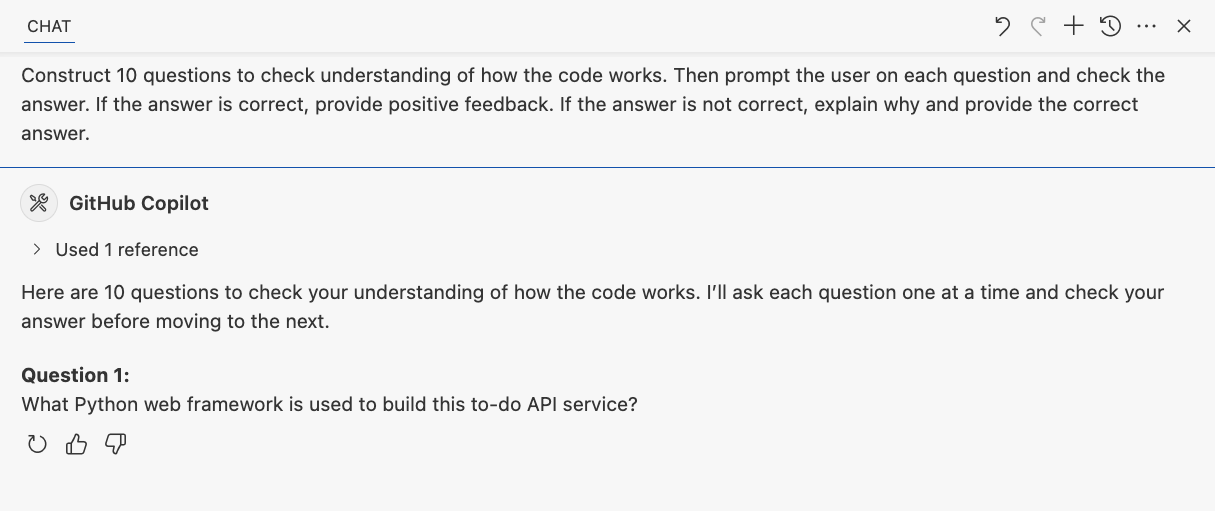 CHAT
Construct 10 questions to check understanding of how the code works. Then prompt the user on each question and check the
answer. If the answer is correct, provide positive feedback. If the answer is not correct, explain why and provide the correct
answer.
GitHub Copilot
Used 1 reference
Here are 10 questions to check your understanding of how the code works. I’ll ask each question one at a time and check your
answer before moving to the next.
Question 1:
What Python web framework is used to build this to-do API service?